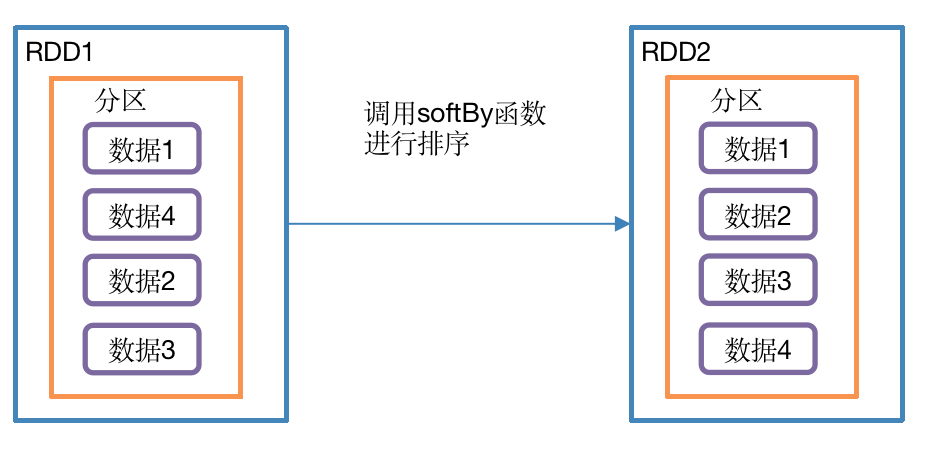 RDD1
分区
数据1
数据4
数据2
数据3
调用softBy函数
进行排序
RDD2
分区
数据1
数据2
数据3
数据4